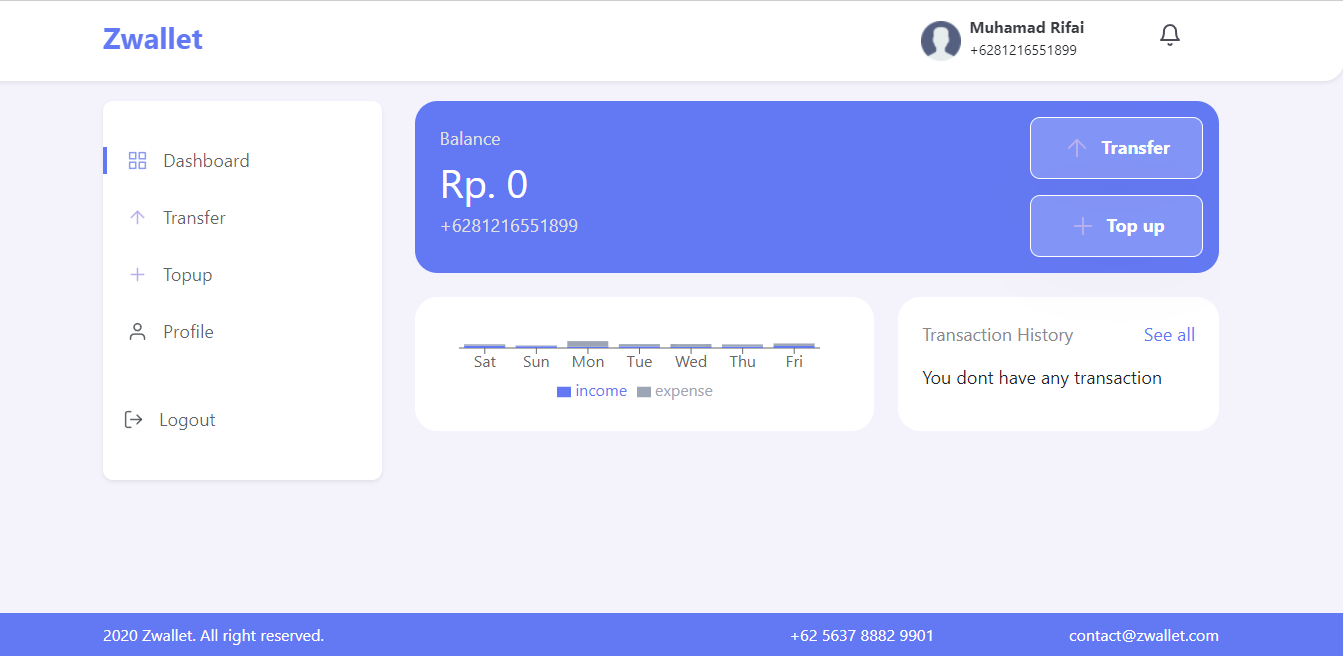 Zwallet
Muhamad Rifai
+6281216551899
Dashboard
Transfer
Topup
Profile
Logout
Balance
Rp. 0
+6281216551899
Transfer
Top up
Sat Sun Mon Tue Wed Thu Fri
income expense
Transaction History See all
You dont have any transaction
2020 Zwallet. All right reserved. +62 5637 8882 9901 contact@zwallet.com